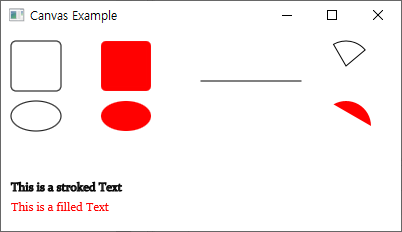 Canvas Example
This is a stroked Text
This is a filled Text